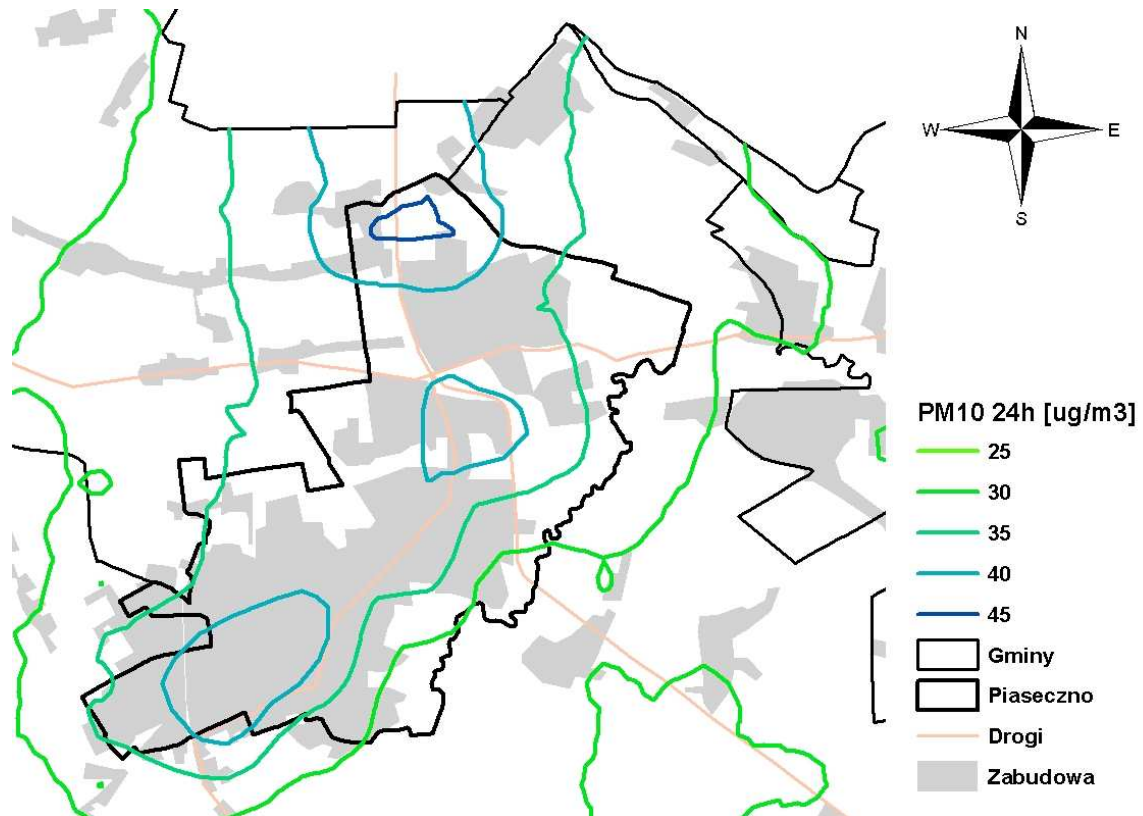 N
W E
S
PM10 24h [ug/m3]
25
30
35
40
45
Gminy
Piaseczno
Drogi
Zabudowa